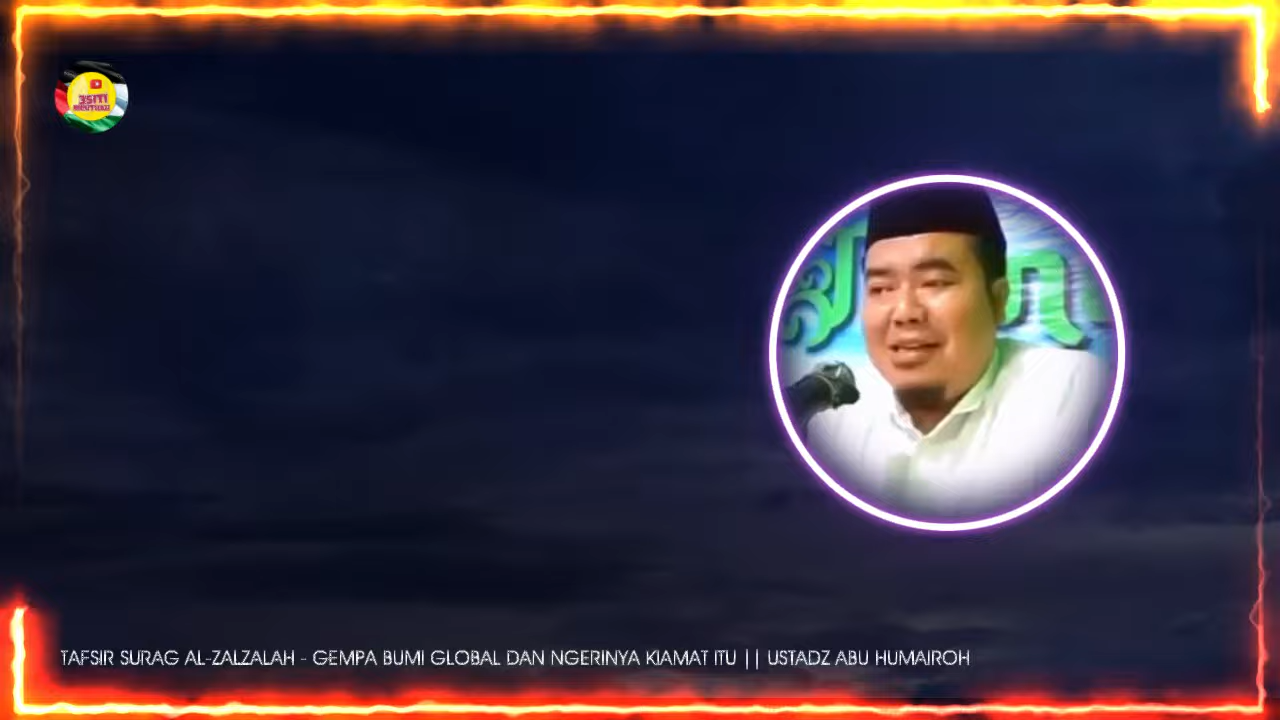 TAFSIR SURAG AL-ZALZALAH - GEMPA BUMI GLOBAL DAN NGERINYA KIAMAT ITU || USTADZ ABU HUMAIROH